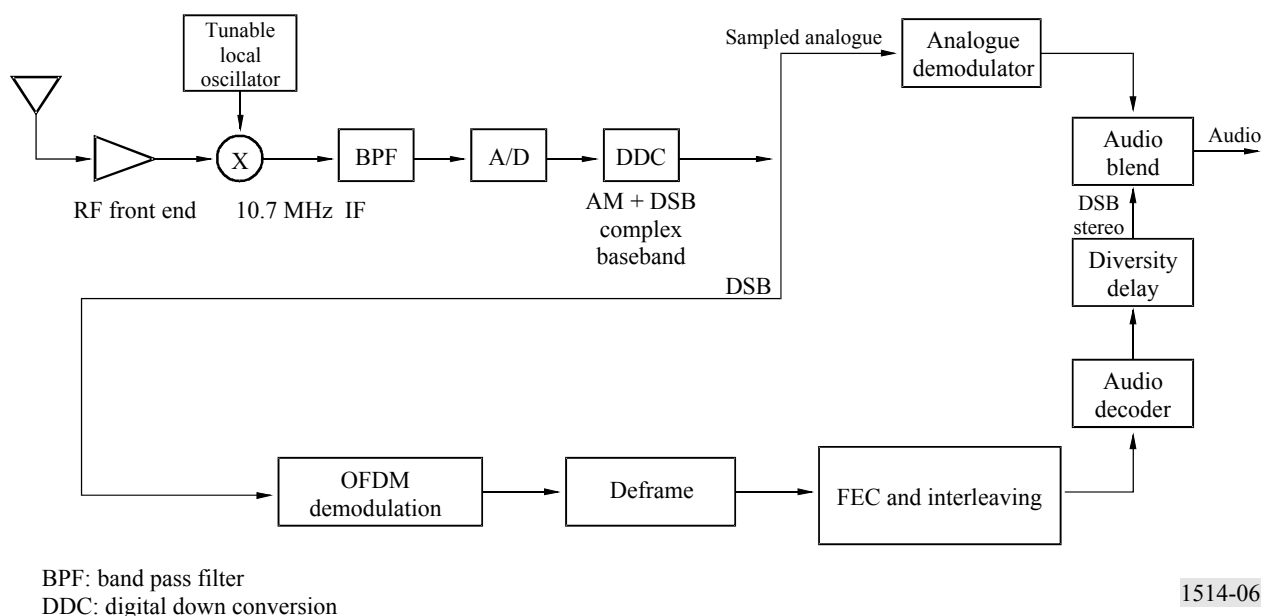 Tunable
local
oscillator
Sampled analogue
Analogue
demodulator
X
BPF
A/D
DDC
Audio
blend
Audio
RF front end
10.7 MHz IF
AM + DSB
complex
baseband
DSB
stereo
DSB
Diversity
delay
Audio
decoder
OFDM
demodulation
Deframe
FEC and interleaving
BPF: band pass filter
DDC: digital down conversion
1514-06